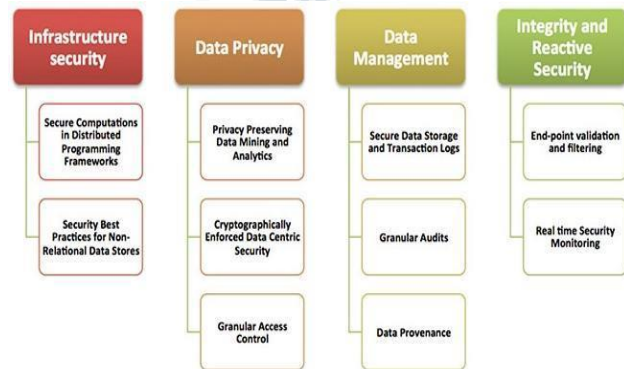 Infrastructure
security
Secure Computations
in Distributed
Programming
Frameworks
Security Best
Practices for Non-
Relational Data Stores
Data Privacy
Privacy Preserving
Data Mining and
Analytics
Cryptographically
Enforced Data Centric
Security
Granular Access
Control
Data
Management
Secure Data Storage
and Transaction Logs
Granular Audits
Data Provenance
Integrity and
Reactive
Security
End-point validation
and filtering
Real time Security
Monitoring